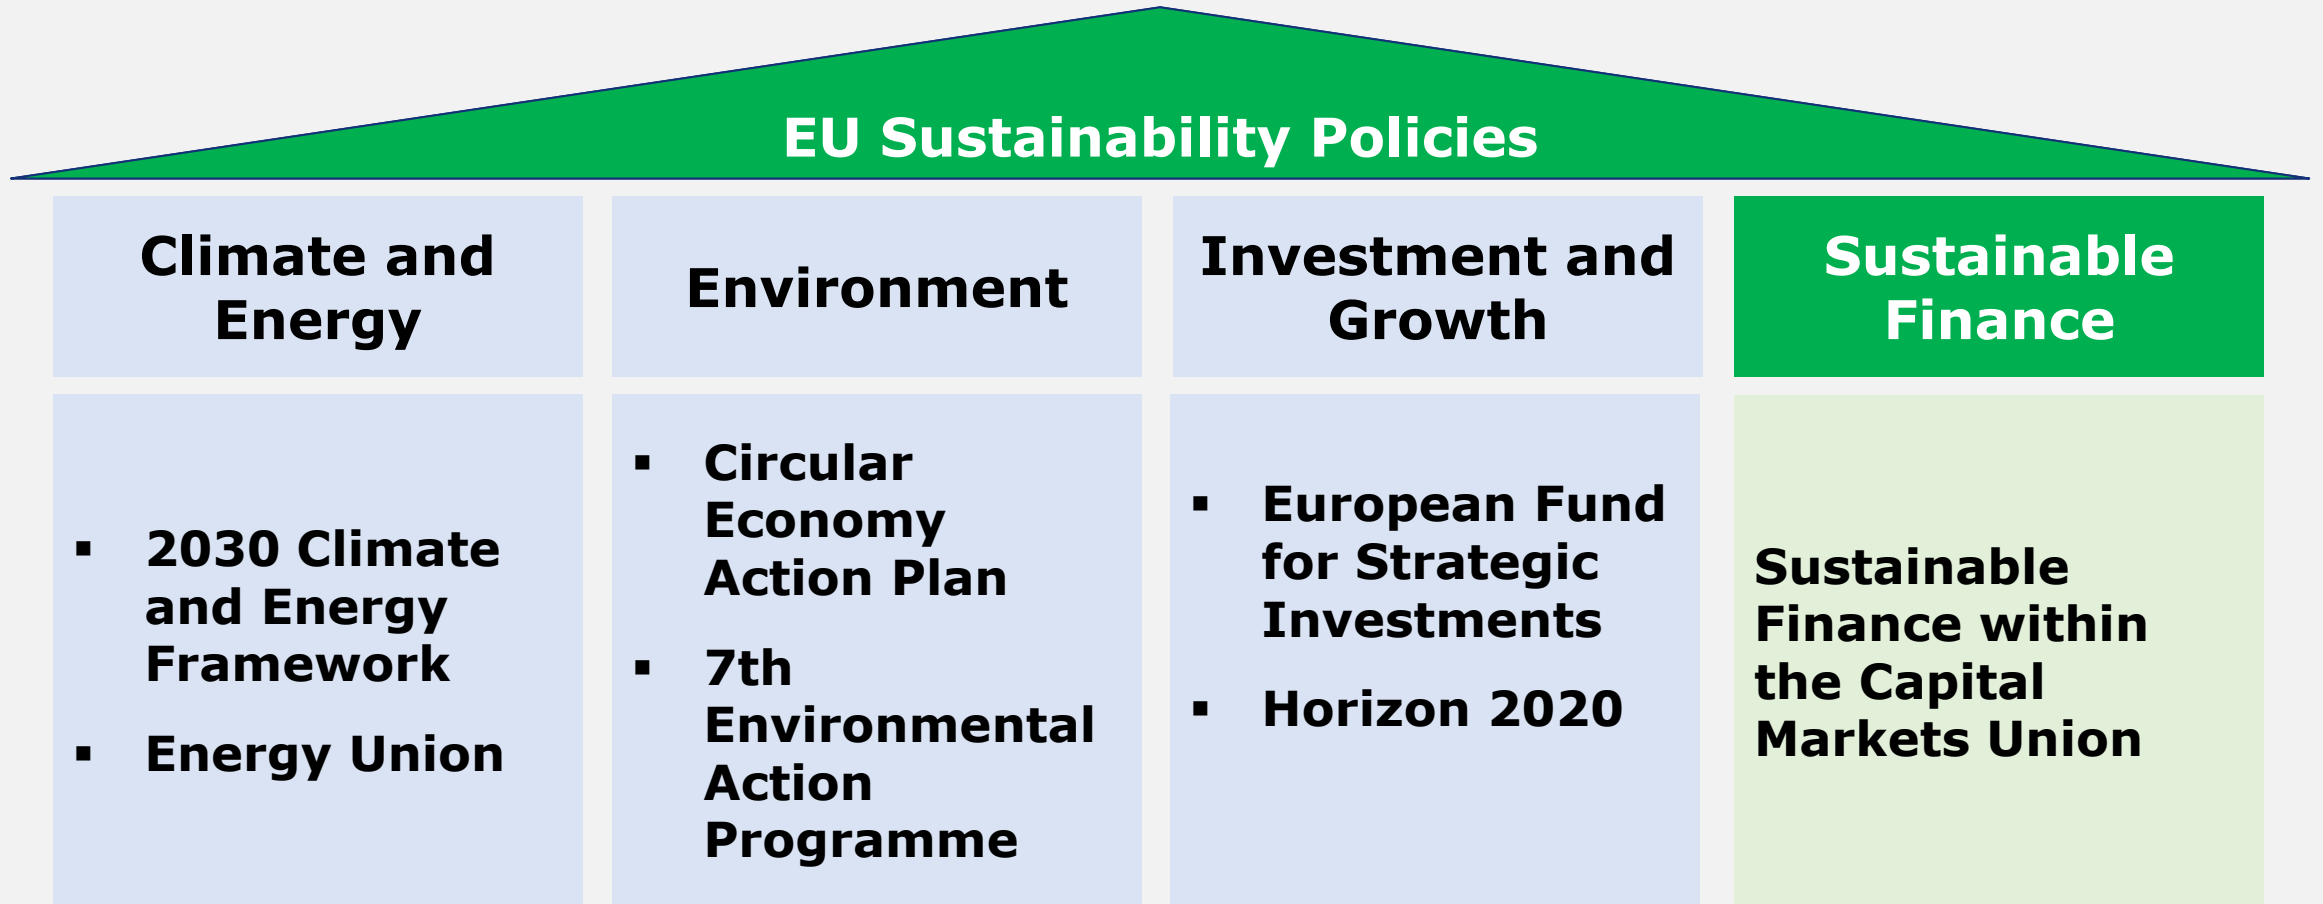 EU Sustainability Policies
Climate and
Energy
Environment
Investment and
Growth
Sustainable
Finance
▪ 2030 Climate
and Energy
Framework
▪ Energy Union
▪ Circular
Economy
Action Plan
▪ 7th
Environmental
Action
Programme
▪ European Fund
for Strategic
Investments
▪ Horizon 2020
Sustainable
Finance within
the Capital
Markets Union